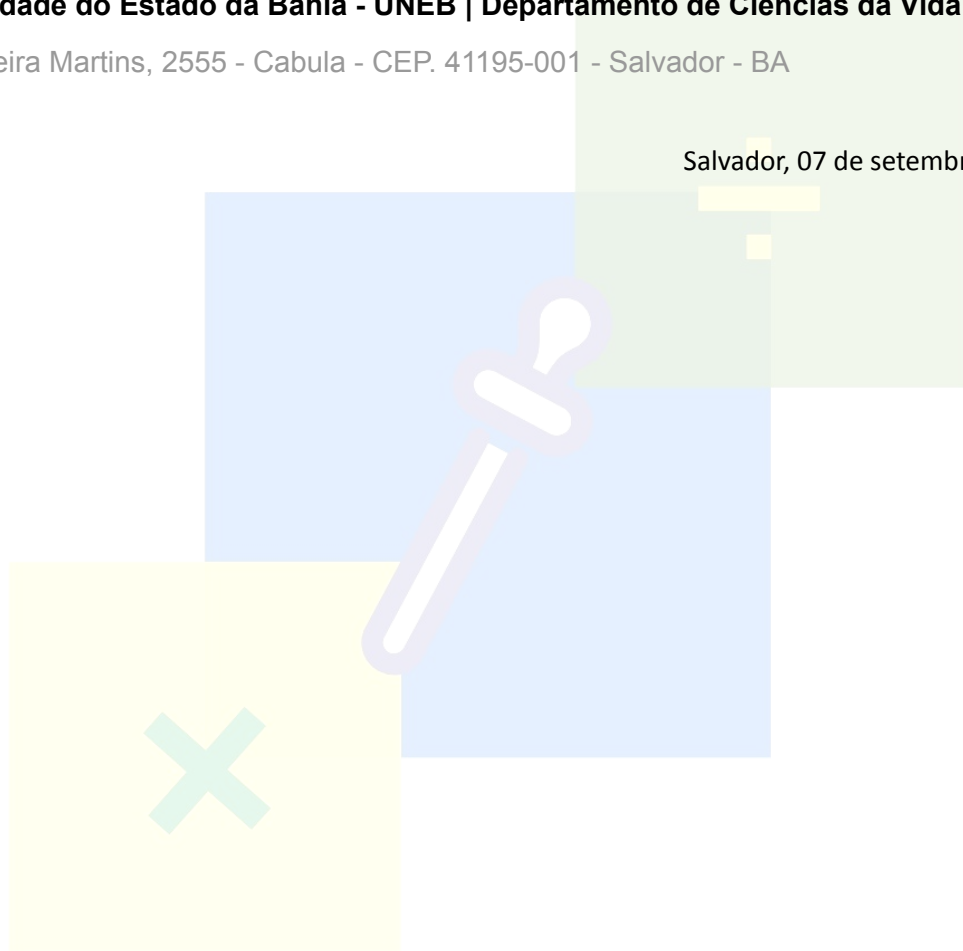 dade do Estado da Bahia - UNEB | Departamento de Ciências da Vida
eira Martins, 2555 - Cabula - CEP. 41195-001 - Salvador - BA
Salvador, 07 de setembr